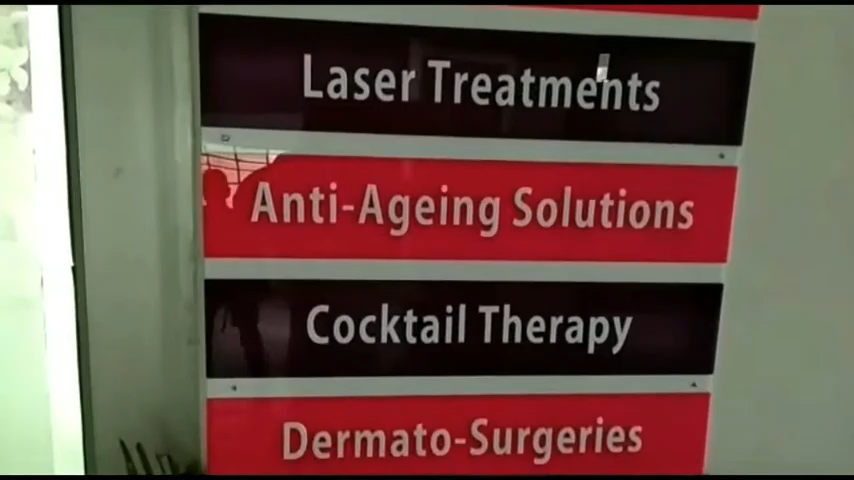 Laser Treatments
Anti-Ageing Solutions
Cocktail Therapy
Dermato-Surgeries